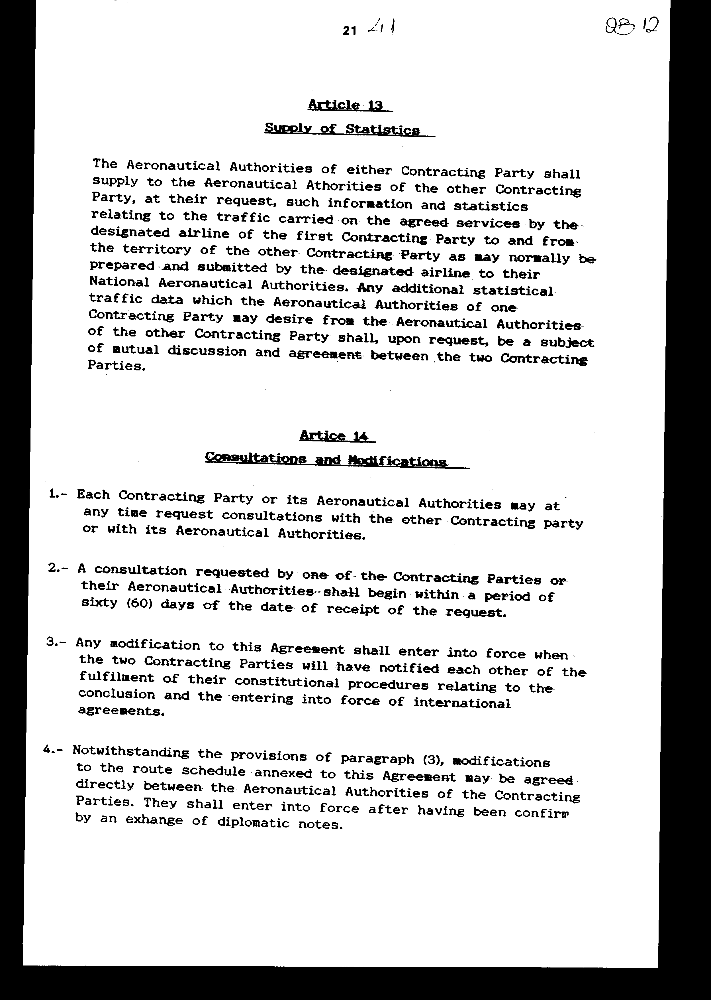 21 41
Article 13
Supply of Statistics
The Aeronautical Authorities of either Contracting Party shall
supply to the Aeronautical Athorities of the other Contracting
Party, at their request, such information and statistics
relating to the traffic carried on the agreed services by the
designated airline of the first Contracting Party to and from
the territory of the other Contracting Party as may normally be
prepared and submitted by the designated airline to their
National Aeronautical Authorities. Any additional statistical
traffic data which the Aeronautical Authorities of one
Contracting Party may desire from the Aeronautical Authorities
of the other Contracting Party shall, upon request, be a subject
of mutual discussion and agreement between the two Contracting
Parties.
Artice 14
Consultations and Modifications
1.- Each Contracting Party or its Aeronautical Authorities may at
any time request consultations with the other Contracting party
or with its Aeronautical Authorities.
2.- A consultation requested by one of the Contracting Parties or
their Aeronautical Authorities shall begin within a period of
sixty (60) days of the date of receipt of the request.
3.- Any modification to this Agreement shall enter into force when
the two Contracting Parties will have notified each other of the
fulfilment of their constitutional procedures relating to the
conclusion and the entering into force of international
agreements.
4.- Notwithstanding the provisions of paragraph (3), modifications
to the route schedule annexed to this Agreement may be agreed
directly between the Aeronautical Authorities of the Contracting
Parties. They shall enter into force after having been confirm
by an exhange of diplomatic notes.